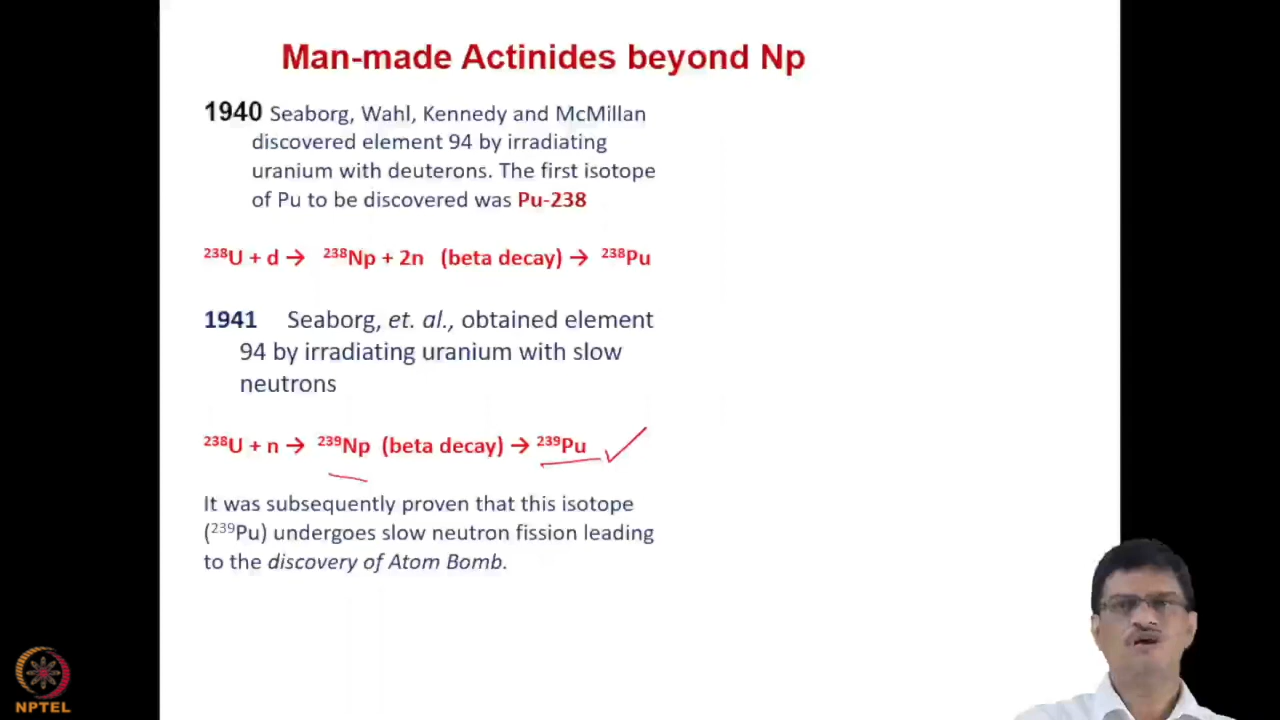 Man-made Actinides beyond Np
1940 Seaborg, Wahl, Kennedy and McMillan
discovered element 94 by irradiating
uranium with deuterons. The first isotope
of Pu to be discovered was Pu-238
²³⁸U + d → ²³⁸Np + 2n (beta decay) → ²³⁸Pu
1941 Seaborg, et. al., obtained element
94 by irradiating uranium with slow
neutrons
²³⁸U + n → ²³⁹Np (beta decay) → ²³⁹Pu
It was subsequently proven that this isotope
(²³⁹Pu) undergoes slow neutron fission leading
to the discovery of Atom Bomb.
NPTEL